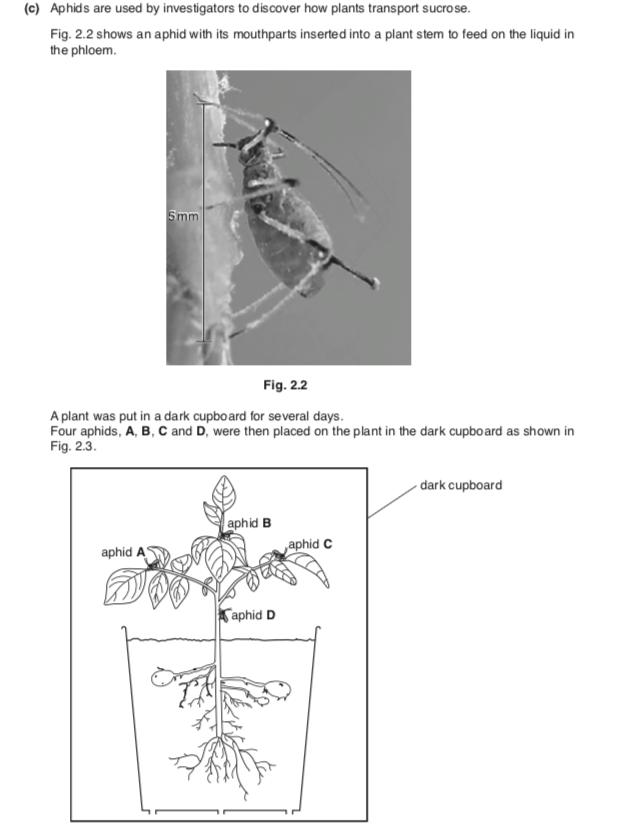 (c) Aphids are used by investigators to discover how plants transport sucrose.
Fig. 2.2 shows an aphid with its mouthparts inserted into a plant stem to feed on the liquid in
the phloem.
5 mm
Fig. 2.2
A plant was put in a dark cupboard for several days.
Four aphids, A, B, C and D, were then placed on the plant in the dark cupboard as shown in
Fig. 2.3.
dark cupboard
aphid B
aphid C
aphid A
aphid D